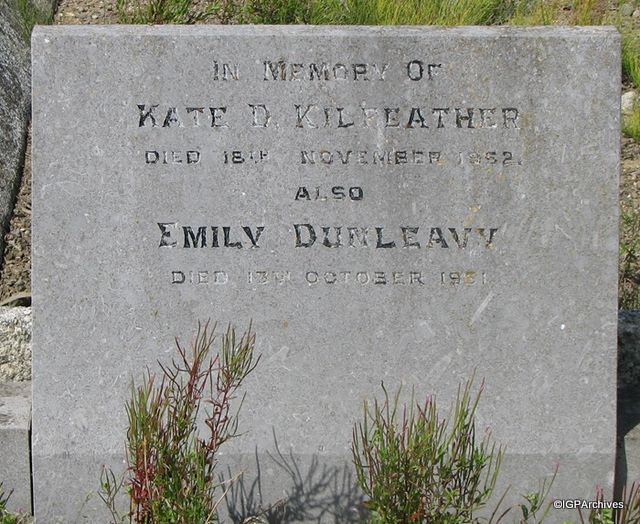 IN MEMORY OF
KATE D. KILFEATHER
DIED 18TH NOVEMBER 1952.
ALSO
EMILY DUNLEAVY
DIED 13TH OCTOBER 1951
©IGPArchives